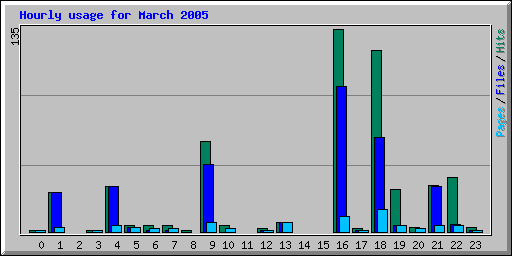 Hourly usage for March 2005
135
Pages/Files/Hits
0 1 2 3 4 5 6 7 8 9 10 11 12 13 14 15 16 17 18 19 20 21 22 23